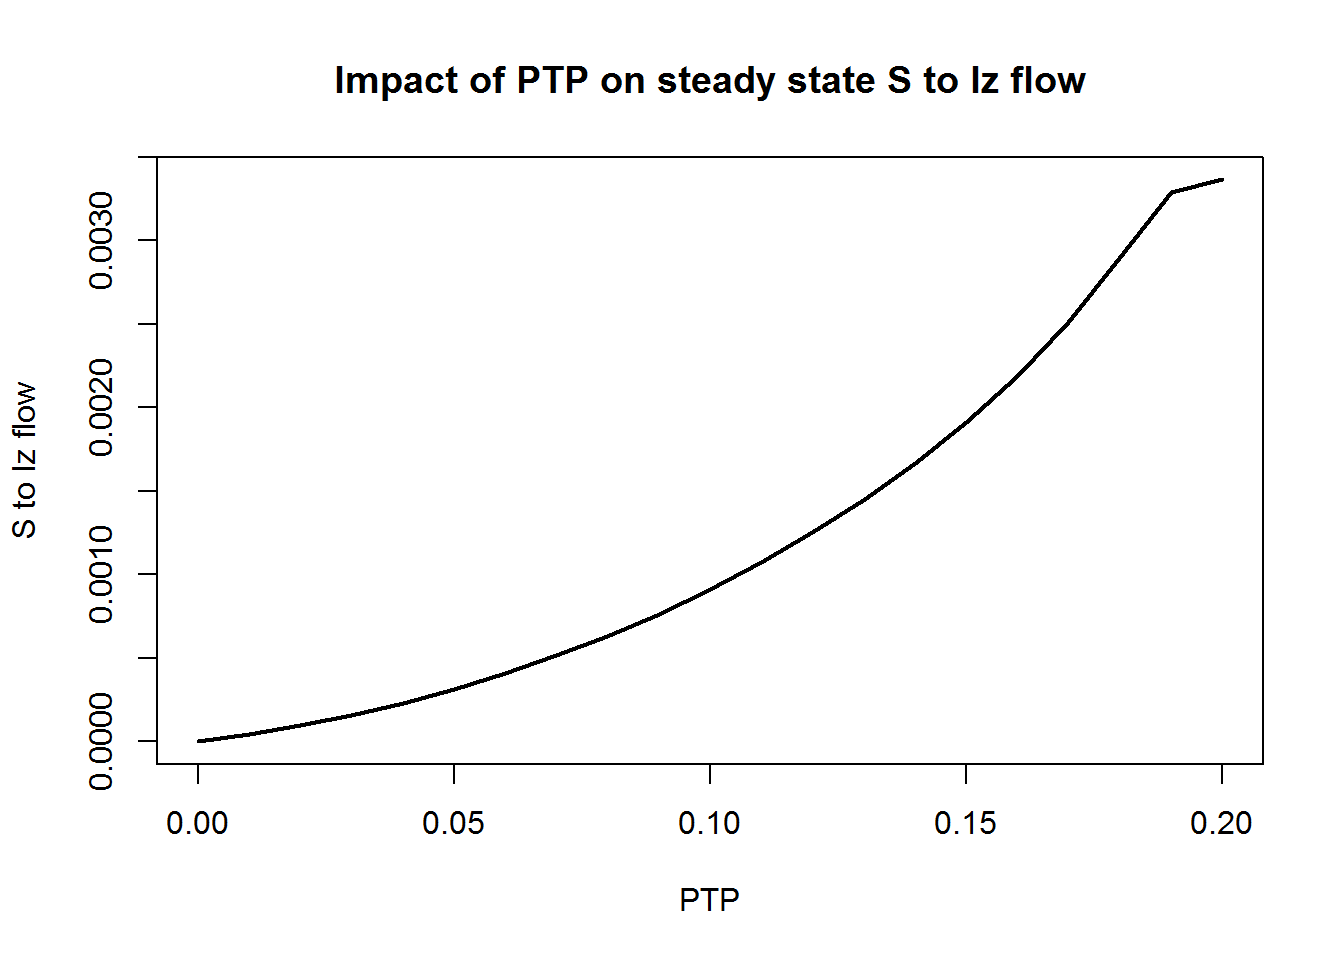 Impact of PTP on steady state S to Iz flow
S to Iz flow
0.0030
0.0020
0.0010
0.0000
0.00 0.05 0.10 0.15 0.20
PTP